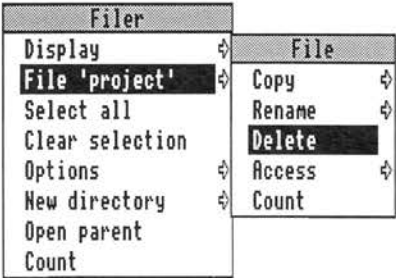 Filer
Display
File 'project'
Select all
Clear selection
Options
New directory
Open parent
Count
File
Copy
Rename
Delete
Access
Count